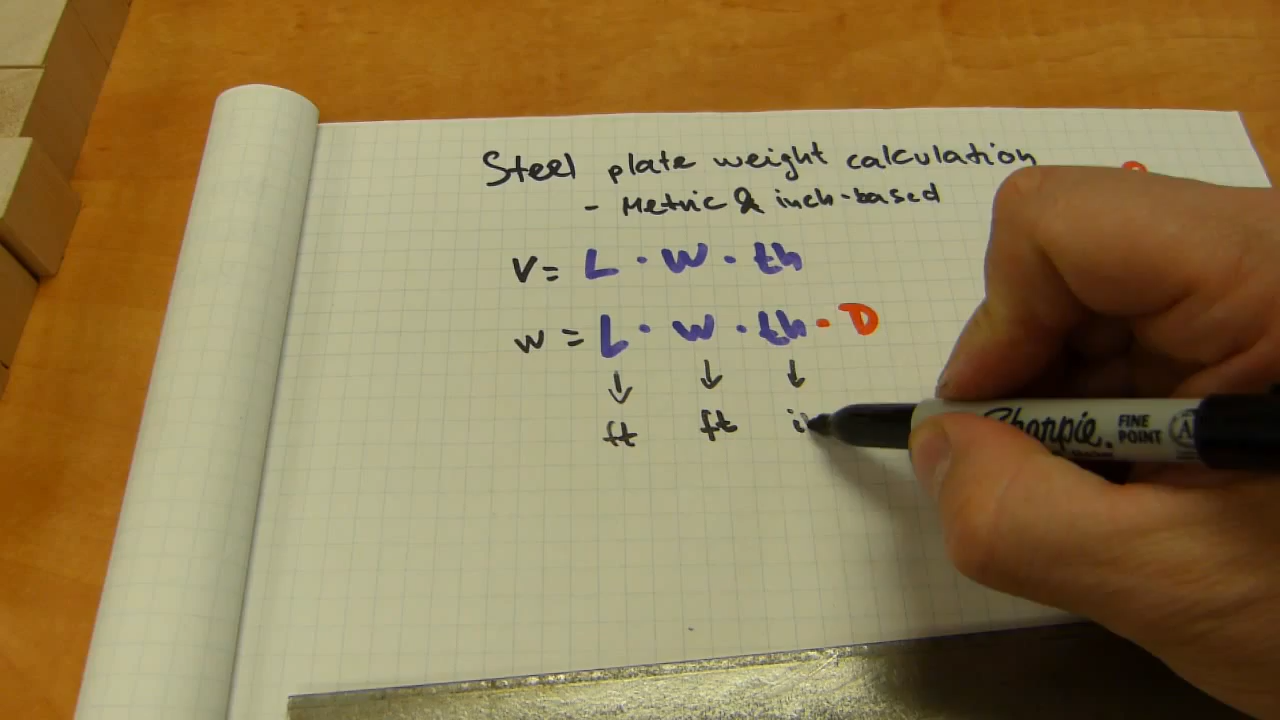 Steel plate weight calculation
- Metric & inch-based
V = L · W · th
w = L · w · th · D
↓ ↓ ↓
ft ft i
Sharpie. FINE POINT